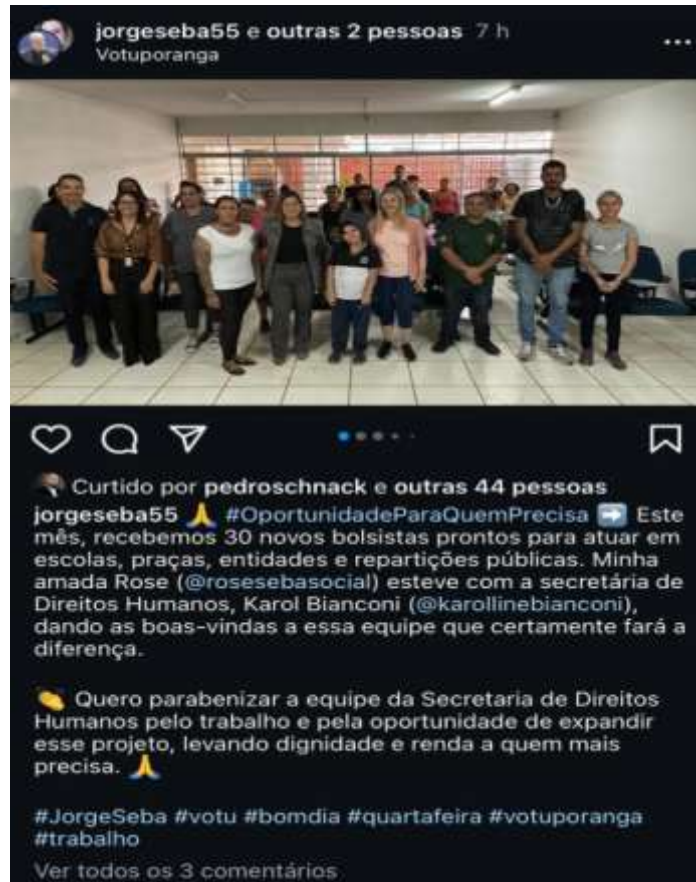 jorgeseba55 e outras 2 pessoas 7 h
Votuporanga
Curtido por pedroschnack e outras 44 pessoas
jorgeseba55 🙏 #OportunidadeParaQuemPrecisa ➡️ Este
mês, recebemos 30 novos bolsistas prontos para atuar em
escolas, praças, entidades e repartições públicas. Minha
amada Rose (@rosesebasocial) esteve com a secretária de
Direitos Humanos, Karol Bianconi (@karollinebianconi),
dando as boas-vindas a essa equipe que certamente fará a
diferença.
👏 Quero parabenizar a equipe da Secretaria de Direitos
Humanos pelo trabalho e pela oportunidade de expandir
esse projeto, levando dignidade e renda a quem mais
precisa. 🙏
#JorgeSeba #votu #bomdia #quartafeira #votuporanga
#trabalho
Ver todos os 3 comentários